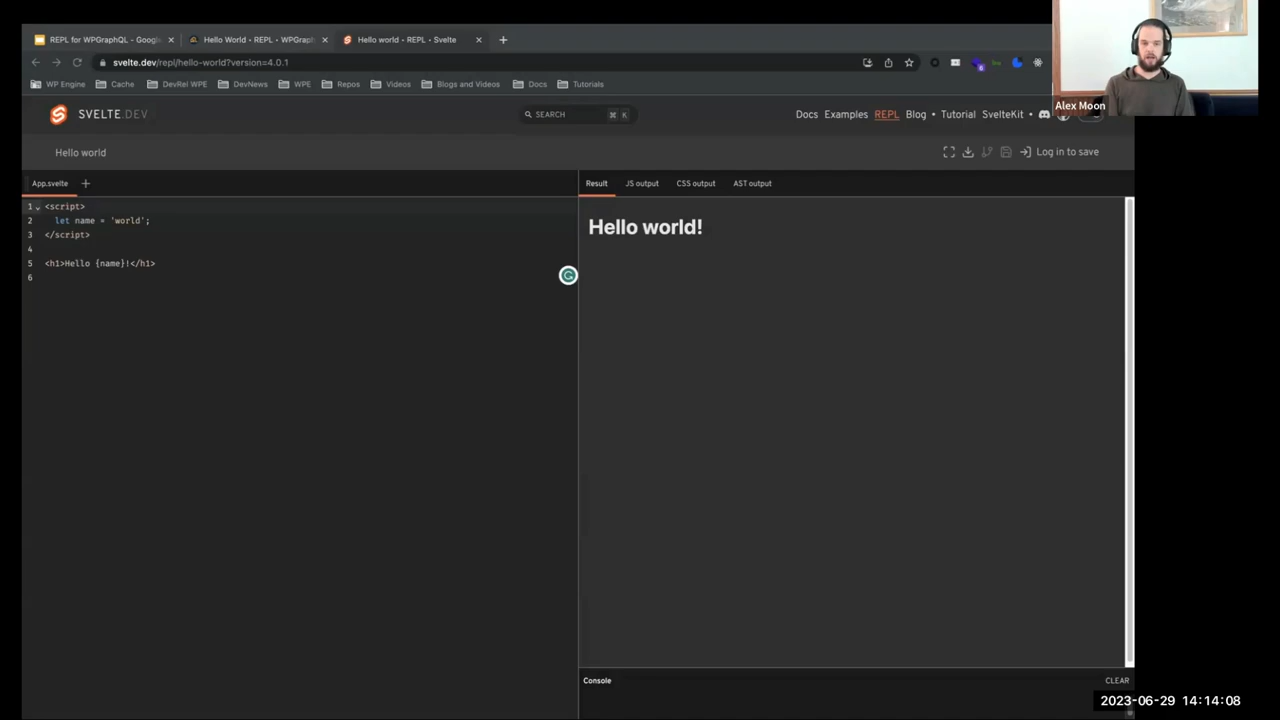 REPL for WPGraphQL - Googl
Hello World • REPL • WPGraph
Hello world • REPL • Svelte
svelte.dev/repl/hello-world?version=4.0.1
WP Engine
Cache
DevRel WPE
DevNews
WPE
Repos
Videos
Blogs and Videos
Docs
Tutorials
Alex Moon
SVELTE.DEV
SEARCH
⌘ K
Docs Examples REPL Blog • Tutorial SvelteKit •
Hello world
Log in to save
App.svelte
Result JS output CSS output AST output
1 <script>
2 let name = 'world';
3 </script>
4
5 <h1>Hello {name}!</h1>
6
Hello world!
Console
CLEAR
2023-06-29 14:14:08